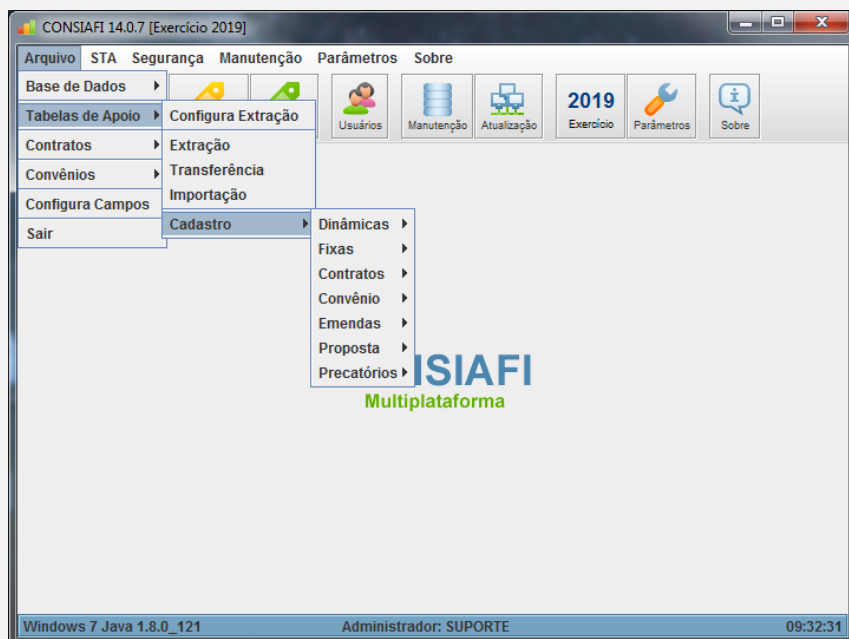 CONSIAFI 14.0.7 [Exercício 2019]
Arquivo STA Segurança Manutenção Parâmetros Sobre
Base de Dados
Tabelas de Apoio
Contratos
Convênios
Configura Campos
Sair
Configura Extração
Extração
Transferência
Importação
Cadastro
Dinâmicas
Fixas
Contratos
Convênio
Emendas
Proposta
Precatórios
Usuários
Manutenção
Atualização
2019
Exercício
Parâmetros
Sobre
ISIAFI
Multiplataforma
Windows 7 Java 1.8.0_121 Administrador: SUPORTE 09:32:31